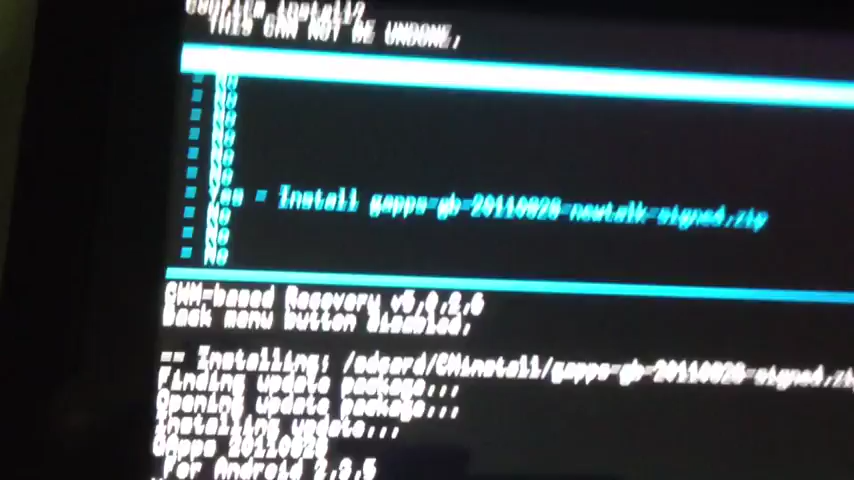 Confirm install?
THIS CAN NOT BE UNDONE.
- No
- No
- No
- No
- No
- No
- Yes - Install gapps-gb-20110828-newtalk-signed.zip
- No
- No
- No
CWM-based Recovery v5.0.2.6
Back menu button disabled.
-- Installing: /sdcard/CMinstall/gapps-gb-20110828-signed.zi
Finding update package...
Opening update package...
Installing update...
GApps 20110828
For Android 2.3.5